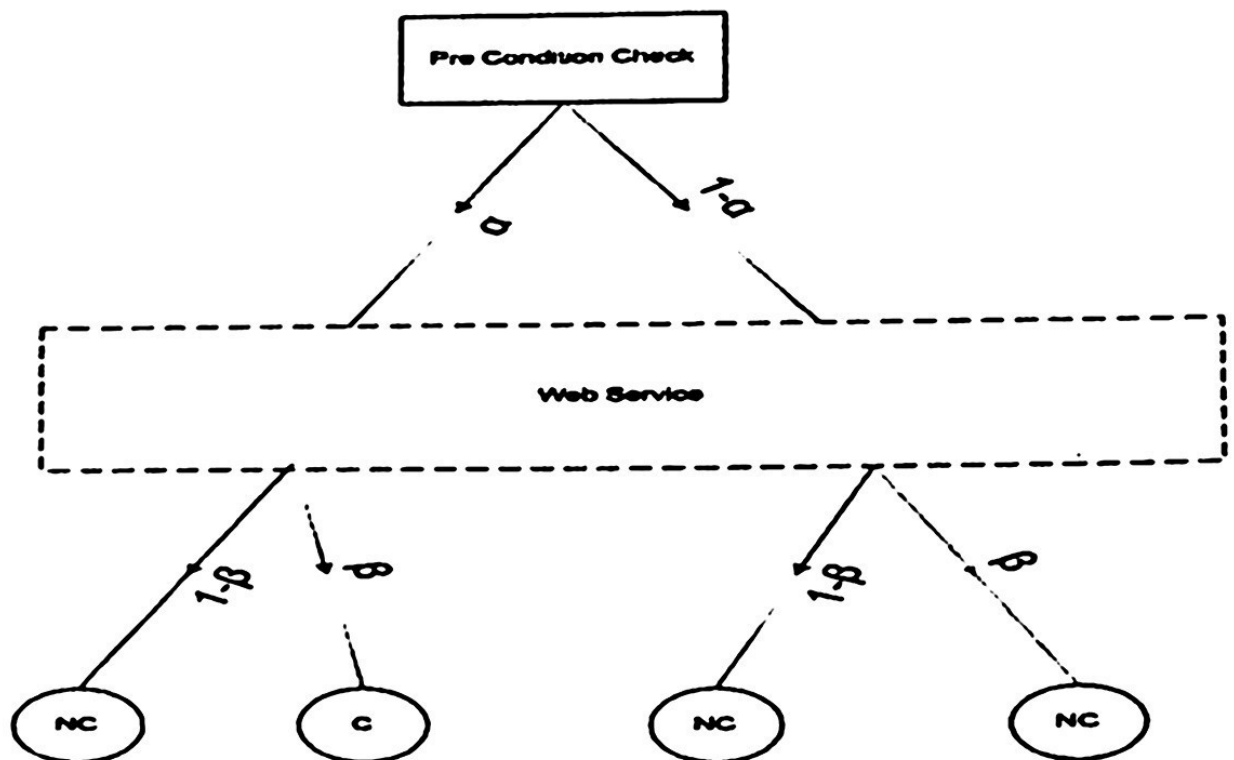 Pre Condition Check
α
1-α
Web Service
1-β
β
1-β
β
NC
C
NC
NC